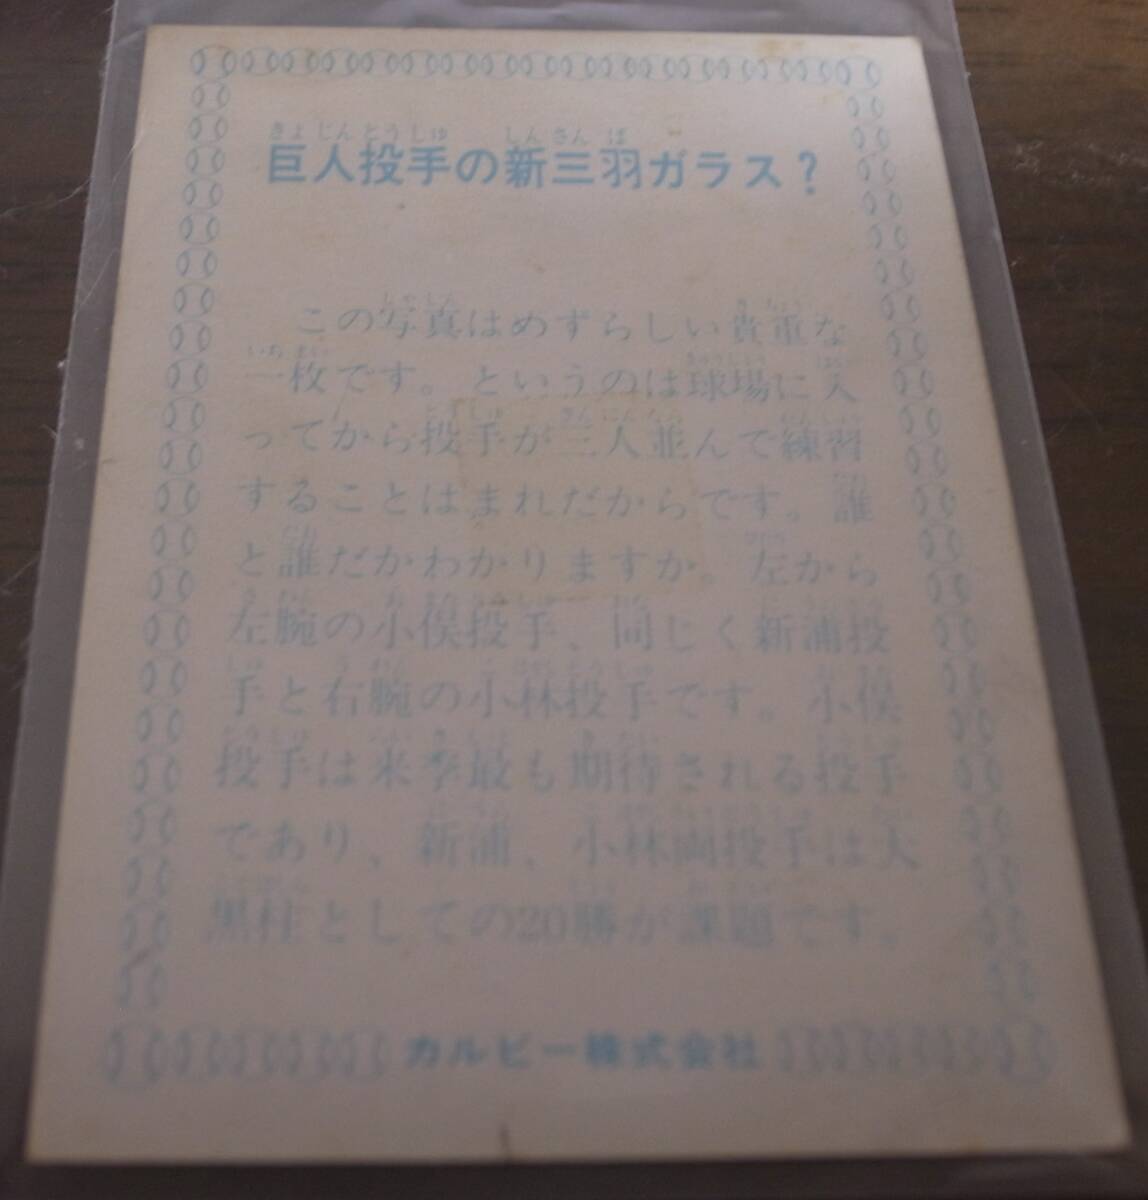 巨人投手の新三羽ガラス?
この写真はめずらしい貴重な
一枚です。というのは球場に入
ってから投手が三人並んで練習
することはまれだからです。誰
と誰だかわかりますか。左から
左腕の小俣投手、同じく新浦投
手と右腕の小林投手です。小俣
投手は来季最も期待される投手
であり、新浦、小林両投手は大
黒柱としての20勝が課題です。
カルビー株式会社